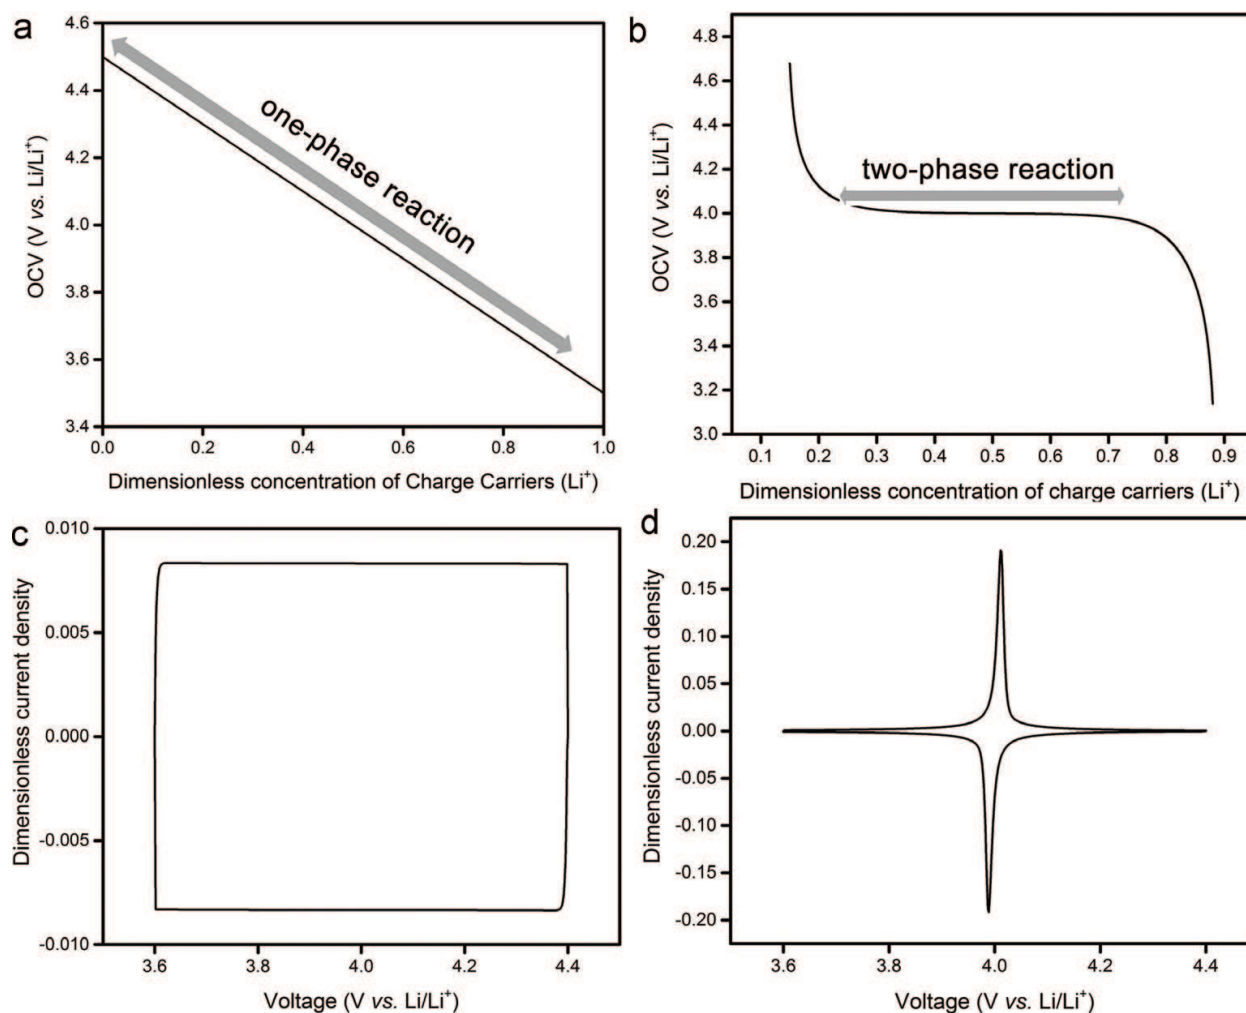 a
4.6
4.4
4.2
4.0
3.8
3.6
3.4
OCV (V vs. Li/Li⁺)
one-phase reaction
0.0 0.2 0.4 0.6 0.8 1.0
Dimensionless concentration of Charge Carriers (Li⁺)
b
4.8
4.6
4.4
4.2
4.0
3.8
3.6
3.4
3.2
3.0
OCV (V vs. Li/Li⁺)
two-phase reaction
0.1 0.2 0.3 0.4 0.5 0.6 0.7 0.8 0.9
Dimensionless concentration of charge carriers (Li⁺)
c
0.010
0.005
0.000
-0.005
-0.010
Dimensionless current density
3.6 3.8 4.0 4.2 4.4
Voltage (V vs. Li/Li⁺)
d
0.20
0.15
0.10
0.05
0.00
-0.05
-0.10
-0.15
-0.20
Dimensionless current density
3.6 3.8 4.0 4.2 4.4
Voltage (V vs. Li/Li⁺)